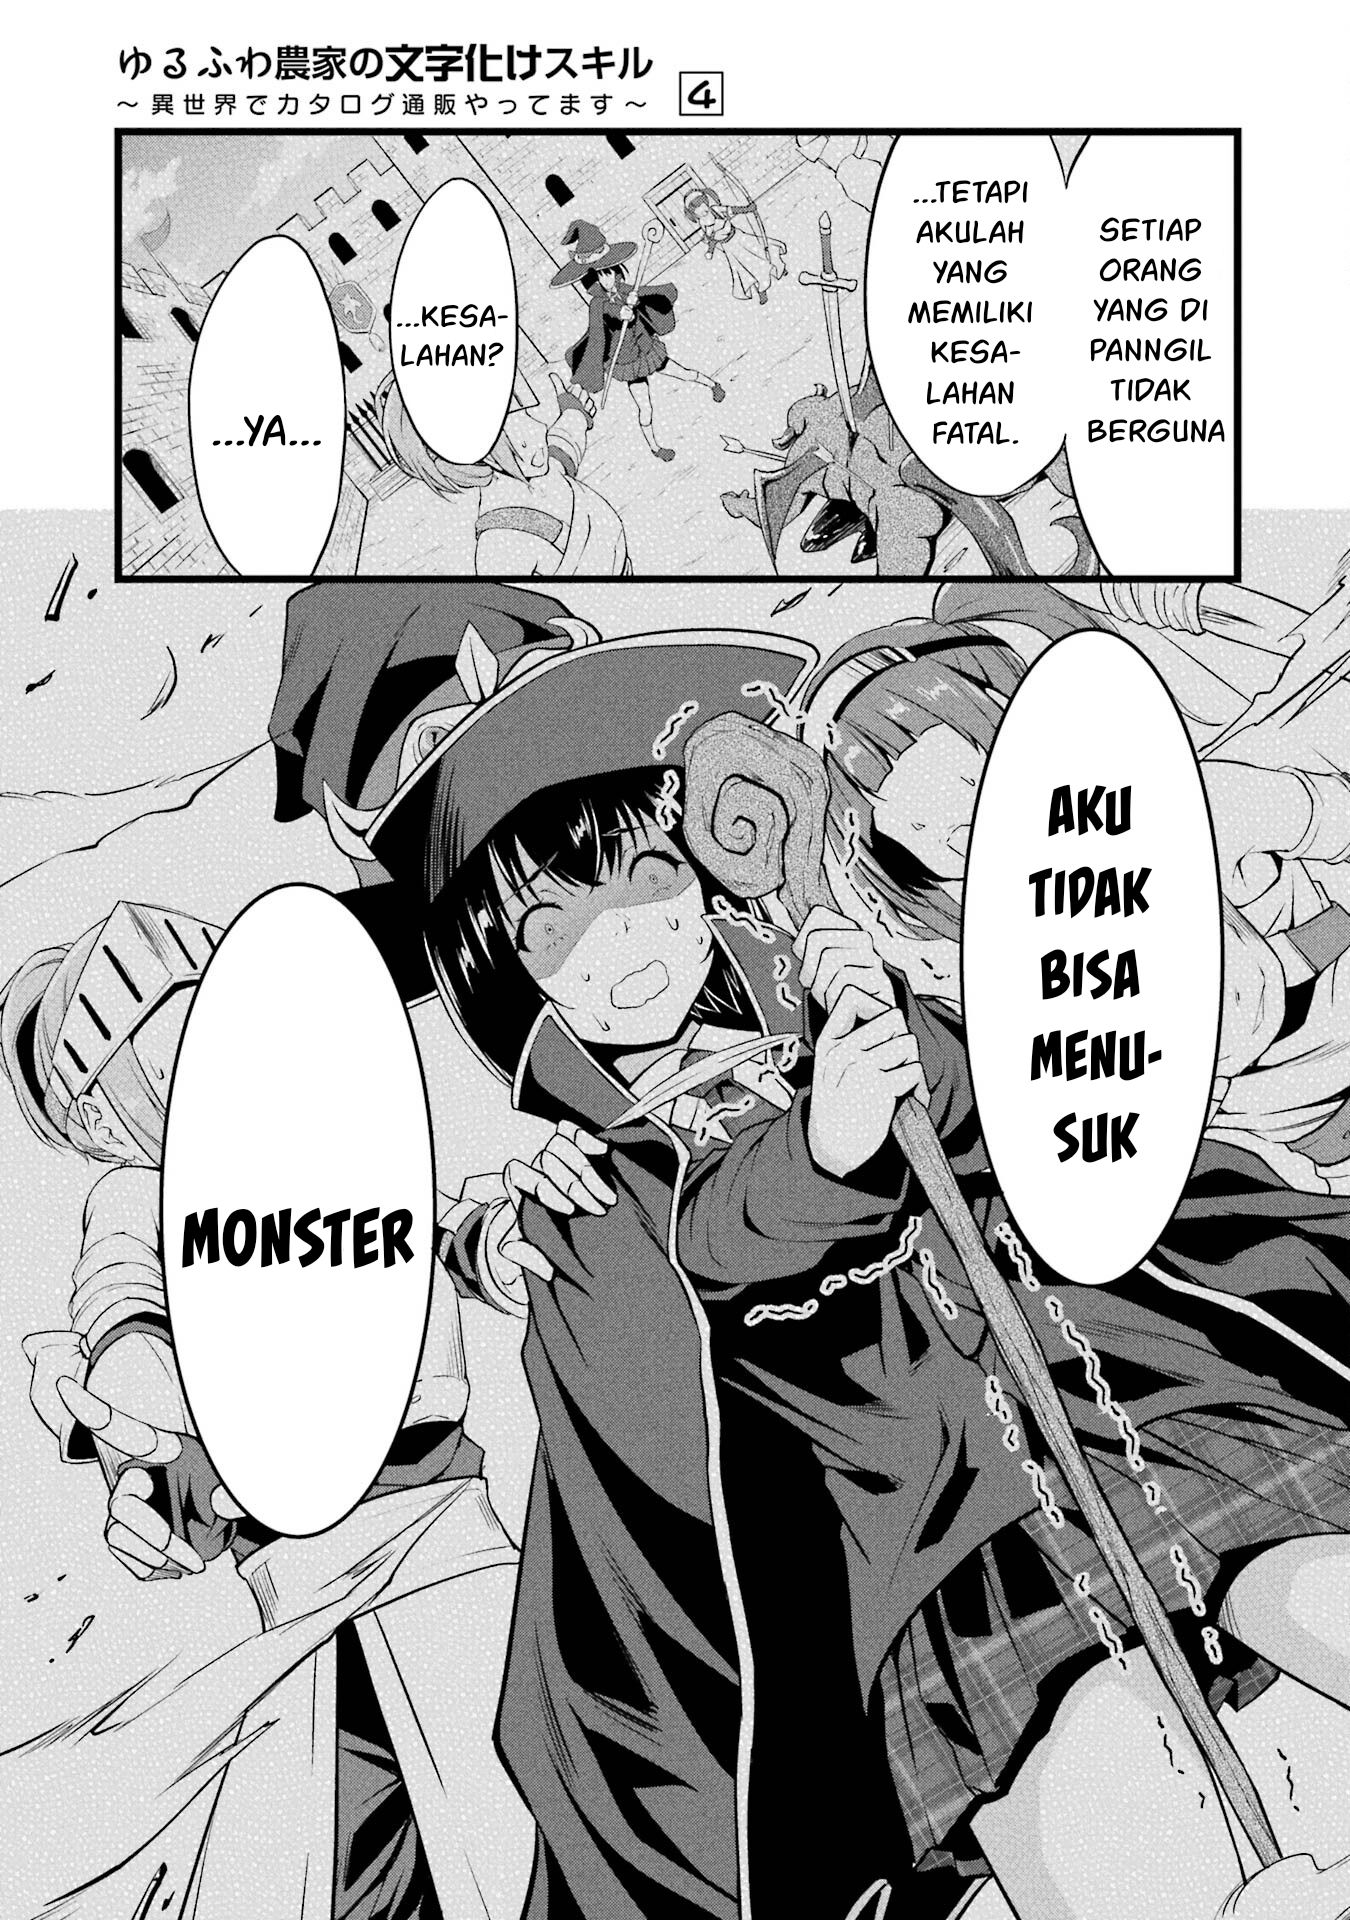 ゆるふわ農家の文字化けスキル
～異世界でカタログ通販やってます～ 4
SETIAP
ORANG
YANG DI
PANNGIL
TIDAK
BERGUNA
...TETAPI
AKULAH
YANG
MEMILIKI
KESA-
LAHAN
FATAL.
...KESA-
LAHAN?
...YA...
AKU
TIDAK
BISA
MENU-
SUK
MONSTER